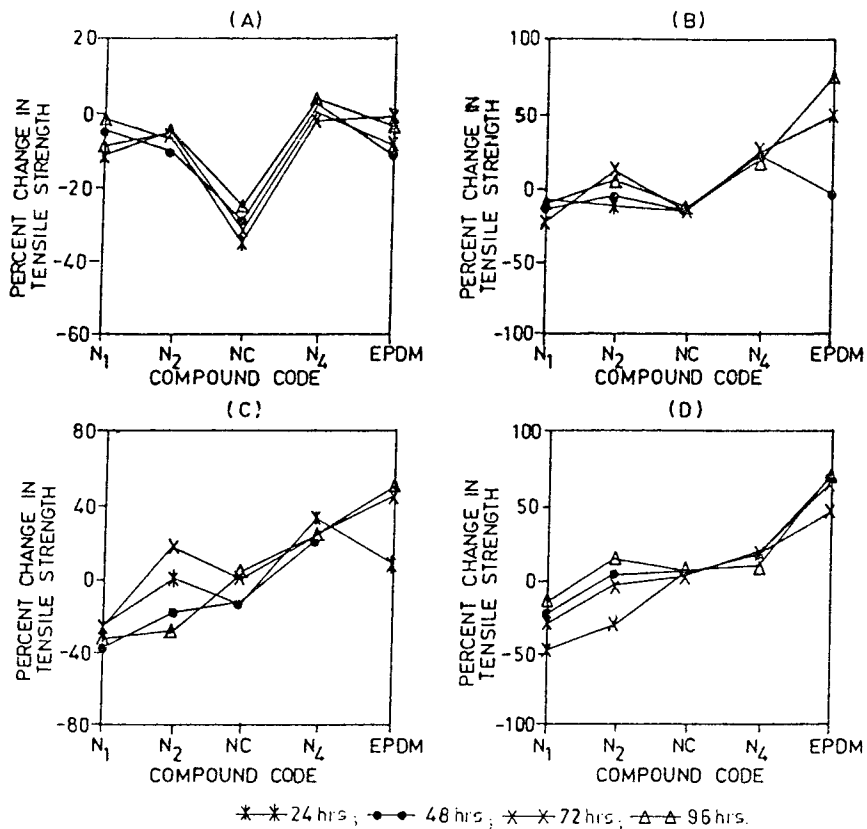 (A)
PERCENT CHANGE IN
TENSILE STRENGTH
20
0
-20
-40
-60
N1 N2 NC N4 EPDM
COMPOUND CODE
(B)
PERCENT CHANGE IN
TENSILE STRENGTH
100
50
0
-50
-100
N1 N2 NC N4 EPDM
COMPOUND CODE
(C)
PERCENT CHANGE IN
TENSILE STRENGTH
80
40
0
-40
-80
N1 N2 NC N4 EPDM
COMPOUND CODE
(D)
PERCENT CHANGE IN
TENSILE STRENGTH
100
50
0
-50
-100
N1 N2 NC N4 EPDM
COMPOUND CODE
24 hrs ; 48 hrs ; 72 hrs ; 96 hrs.